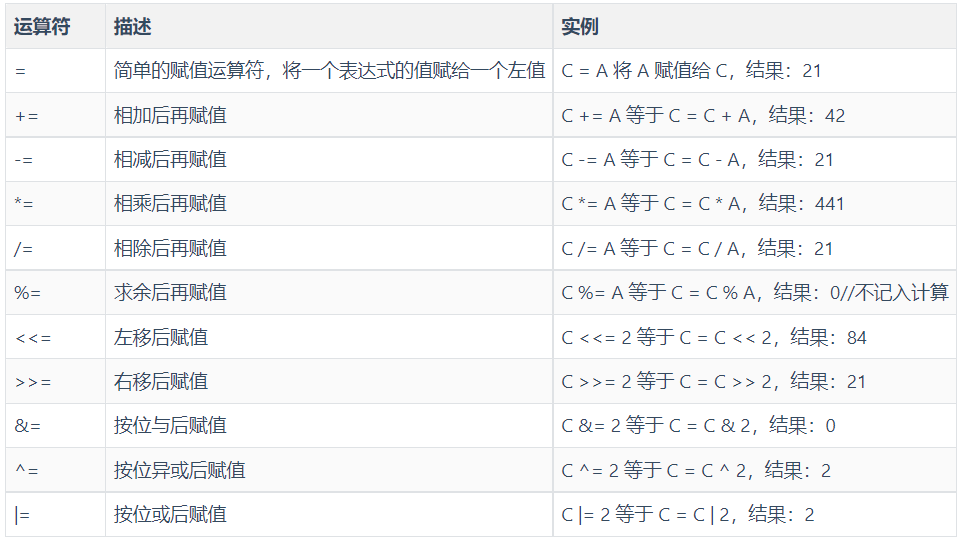 运算符 描述 实例
= 简单的赋值运算符，将一个表达式的值赋给一个左值 C = A 将 A 赋值给 C，结果：21
+= 相加后再赋值 C += A 等于 C = C + A，结果：42
-= 相减后再赋值 C -= A 等于 C = C - A，结果：21
*= 相乘后再赋值 C *= A 等于 C = C * A，结果：441
/= 相除后再赋值 C /= A 等于 C = C / A，结果：21
%= 求余后再赋值 C %= A 等于 C = C % A，结果：0//不记入计算
<<= 左移后赋值 C <<= 2 等于 C = C << 2，结果：84
>>= 右移后赋值 C >>= 2 等于 C = C >> 2，结果：21
&= 按位与后赋值 C &= 2 等于 C = C & 2，结果：0
^= 按位异或后赋值 C ^= 2 等于 C = C ^ 2，结果：2
|= 按位或后赋值 C |= 2 等于 C = C | 2，结果：2